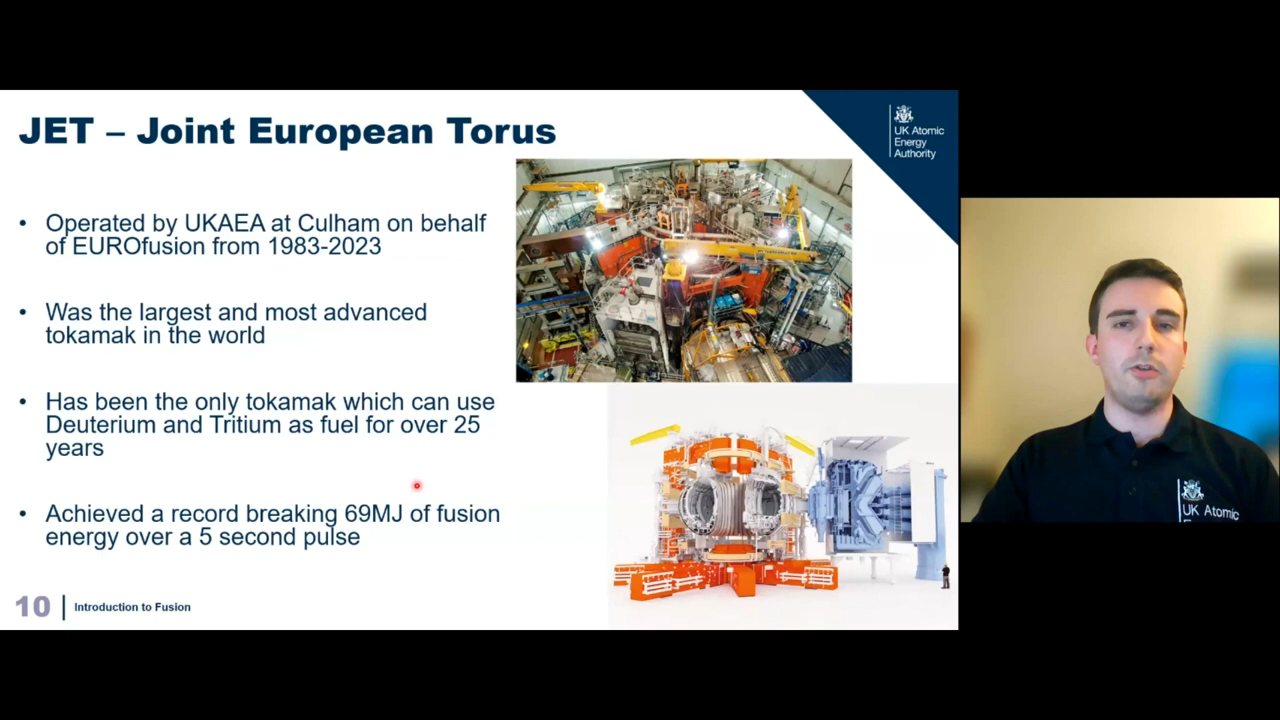 JET – Joint European Torus
UK Atomic
Energy
Authority
• Operated by UKAEA at Culham on behalf
of EUROfusion from 1983-2023
• Was the largest and most advanced
tokamak in the world
• Has been the only tokamak which can use
Deuterium and Tritium as fuel for over 25
years
• Achieved a record breaking 69MJ of fusion
energy over a 5 second pulse
10
Introduction to Fusion
UK Atomic